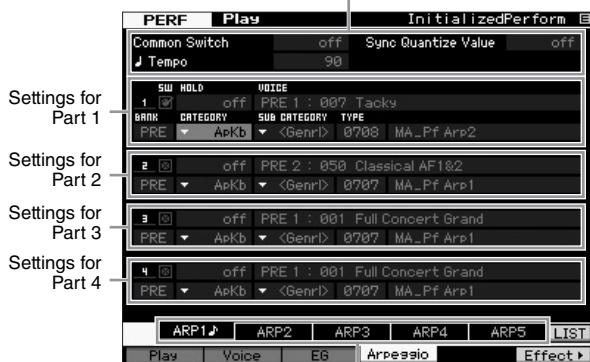 PERF Play InitializedPerform
Common Switch off Sync Quantize Value off
Tempo 90
Settings for
Part 1
SW HOLD VOICE
1 off PRE 1 : 007 Tacky
BANK CATEGORY SUB CATEGORY TYPE
PRE ApKb <Genrl> 0708 MA_Pf Arp2
Settings for
Part 2
2 off PRE 2 : 050 Classical AF1&2
PRE ApKb <Genrl> 0707 MA_Pf Arp1
Settings for
Part 3
3 off PRE 1 : 001 Full Concert Grand
PRE ApKb <Genrl> 0707 MA_Pf Arp1
Settings for
Part 4
4 off PRE 1 : 001 Full Concert Grand
PRE ApKb <Genrl> 0707 MA_Pf Arp1
ARP1♪ ARP2 ARP3 ARP4 ARP5 LIST
Play Voice EG Arpeggio Effect